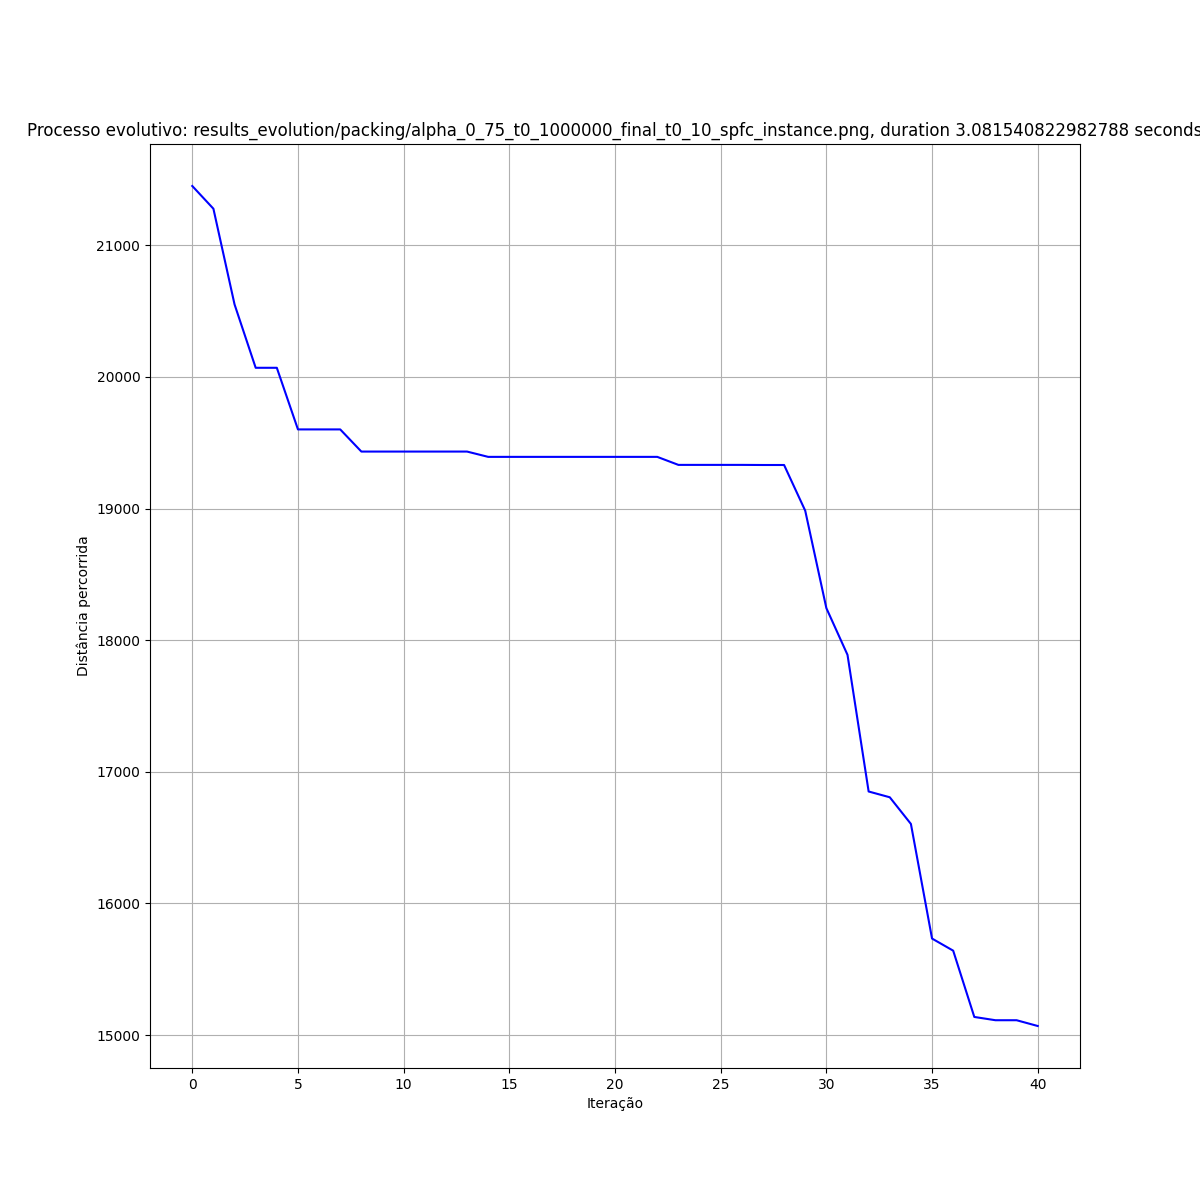 Processo evolutivo: results_evolution/packing/alpha_0_75_t0_1000000_final_t0_10_spfc_instance.png, duration 3.081540822982788 seconds
21000
20000
19000
18000
17000
16000
15000
Distância percorrida
0 5 10 15 20 25 30 35 40
Iteração